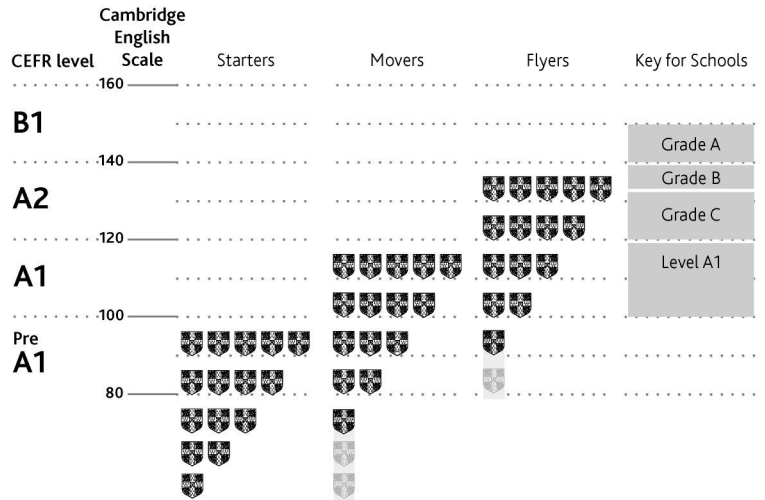 Cambridge
English
Scale
CEFR level
Starters
Movers
Flyers
Key for Schools
160
B1
Grade A
140
Grade B
A2
Grade C
120
A1
Level A1
100
Pre
A1
80